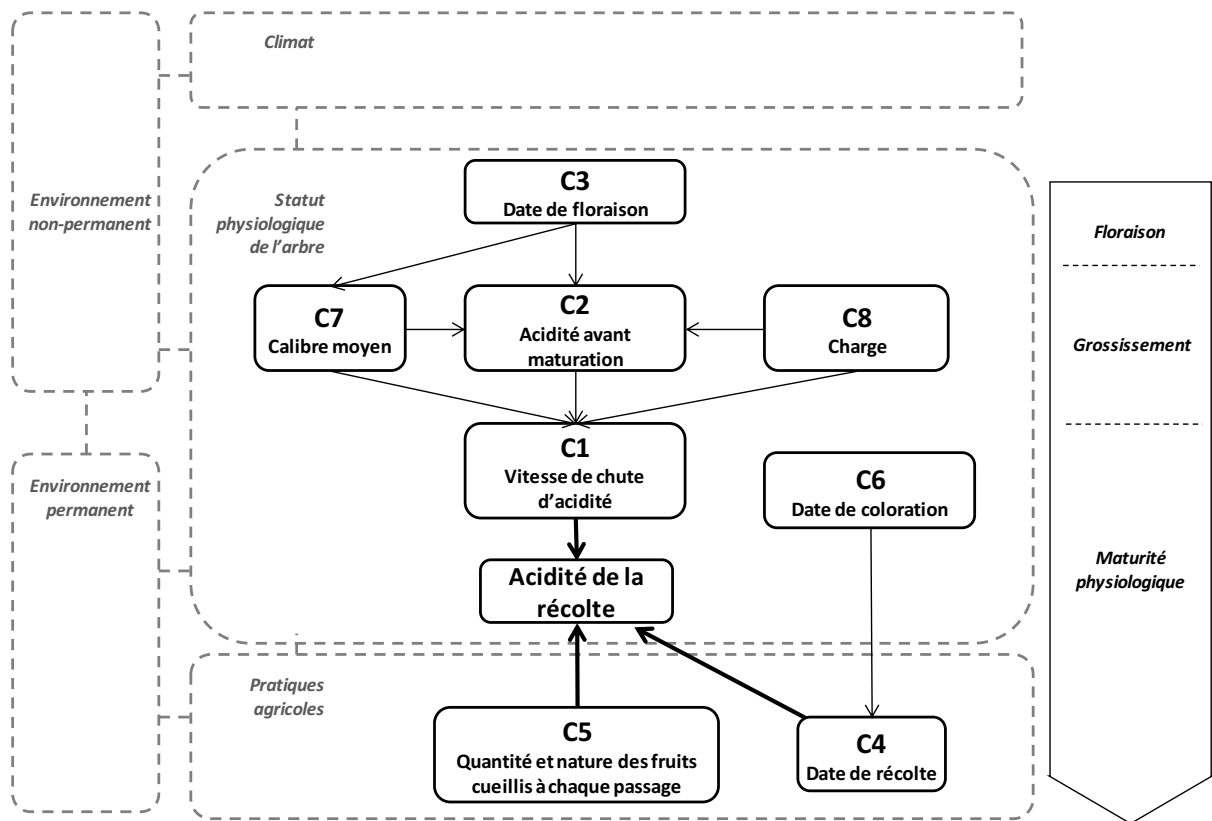 Climat
Environnement
non-permanent
Statut
physiologique
de l’arbre
C3
Date de floraison
Floraison
C7
Calibre moyen
C2
Acidité avant
maturation
C8
Charge
Grossissement
C1
Vitesse de chute
d’acidité
C6
Date de coloration
Environnement
permanent
Acidité de la
récolte
Maturité
physiologique
Pratiques
agricoles
C5
Quantité et nature des fruits
cueillis à chaque passage
C4
Date de récolte